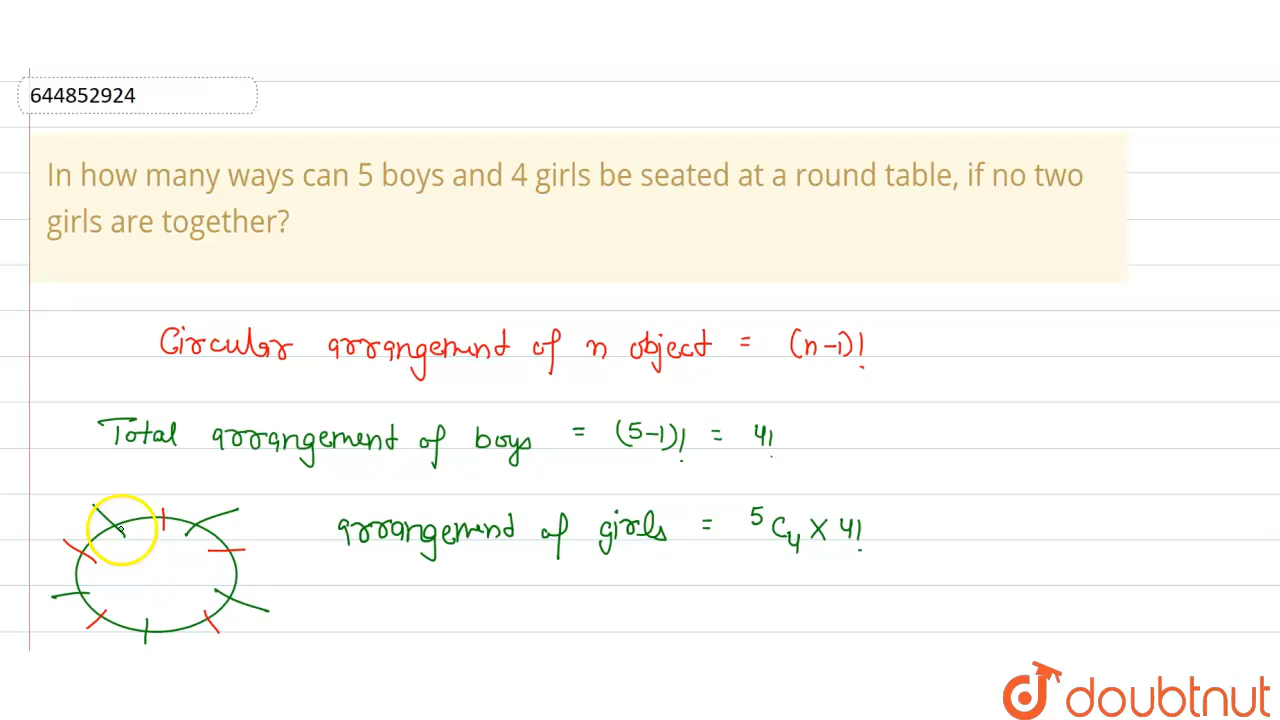 644852924
In how many ways can 5 boys and 4 girls be seated at a round table, if no two
girls are together?
Circular arrangement of n object = (n-1)!
Total arrangement of boys = (5-1)! = 4!
arrangement of girls = ⁵C₄ × 4!
doubtnut